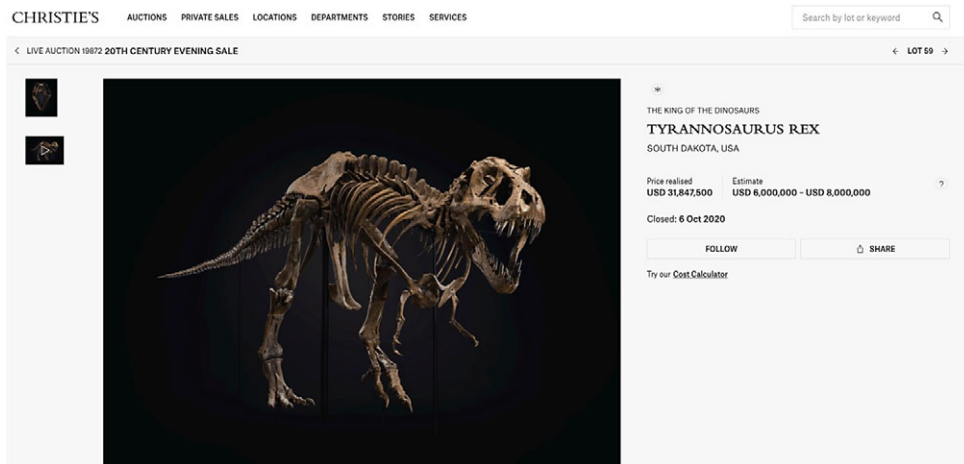 CHRISTIE'S
AUCTIONS PRIVATE SALES LOCATIONS DEPARTMENTS STORIES SERVICES
Search by lot or keyword
LIVE AUCTION 19872 20TH CENTURY EVENING SALE
LOT 59
THE KING OF THE DINOSAURS
TYRANNOSAURUS REX
SOUTH DAKOTA, USA
Price realised Estimate
USD 31,847,500 USD 6,000,000 – USD 8,000,000
?
Closed: 6 Oct 2020
FOLLOW SHARE
Try our Cost Calculator